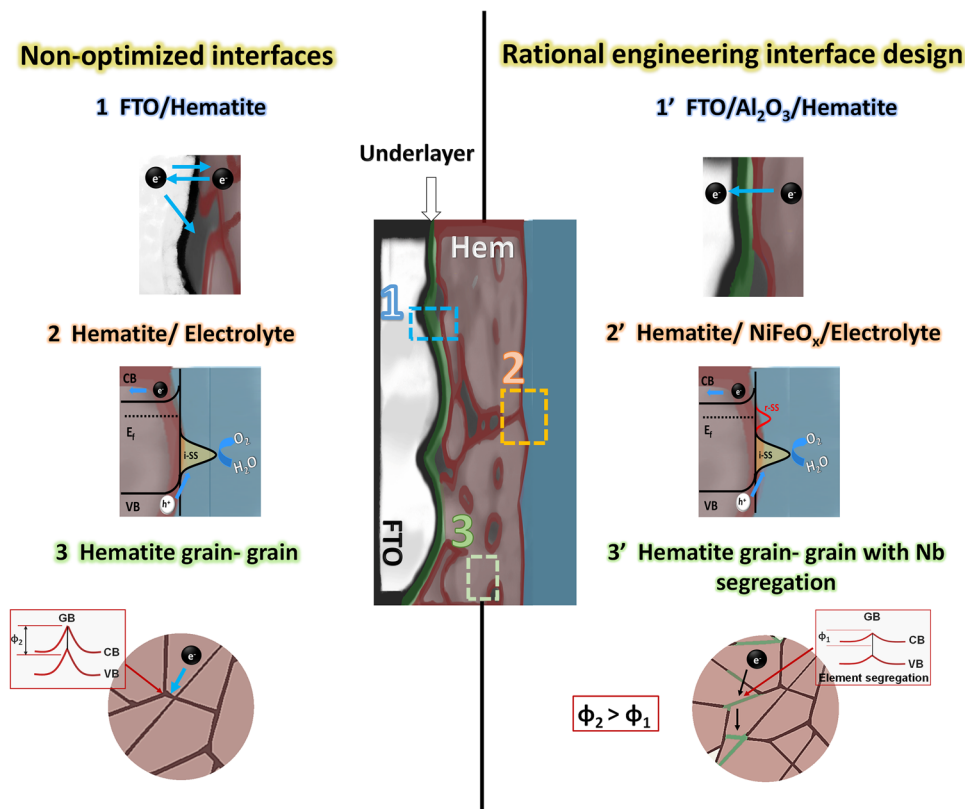 Non-optimized interfaces
1 FTO/Hematite
e⁻
e⁻
2 Hematite/ Electrolyte
CB
e⁻
E_f
i-SS
O₂
H₂O
VB
h⁺
3 Hematite grain- grain
GB
ϕ₂
CB
VB
e⁻
Underlayer
Hem
1
2
3
FTO
Rational engineering interface design
1’ FTO/Al₂O₃/Hematite
e⁻
e⁻
2’ Hematite/ NiFeOₓ/Electrolyte
CB
e⁻
r-SS
E_f
i-SS
O₂
H₂O
VB
h⁺
3’ Hematite grain- grain with Nb
segregation
GB
ϕ₁
CB
VB
Element segregation
e⁻
ϕ₂ > ϕ₁